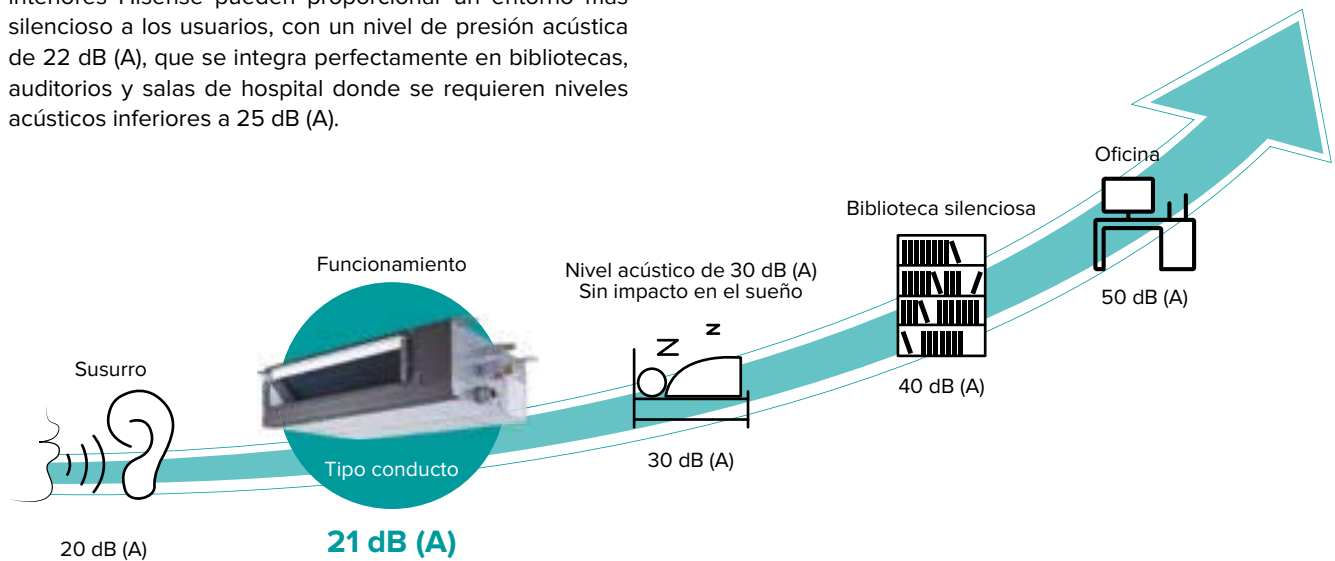 silencioso a los usuarios, con un nivel de presión acústica
de 22 dB (A), que se integra perfectamente en bibliotecas,
auditorios y salas de hospital donde se requieren niveles
acústicos inferiores a 25 dB (A).
Oficina
Biblioteca silenciosa
Funcionamiento
Nivel acústico de 30 dB (A)
Sin impacto en el sueño
50 dB (A)
Z
z
Susurro
40 dB (A)
30 dB (A)
Tipo conducto
21 dB (A)
20 dB (A)